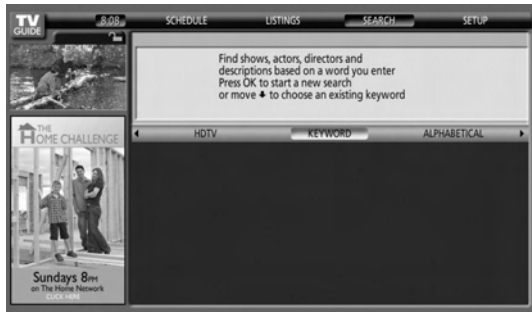 TV
GUIDE
8:08
SCHEDULE
LISTINGS
SEARCH
SETUP
Find shows, actors, directors and
descriptions based on a word you enter
Press OK to start a new search
or move ⬇ to choose an existing keyword
HDTV
KEYWORD
ALPHABETICAL
THE
HOME CHALLENGE
Sundays 8PM
on The Home Network
CLICK HERE